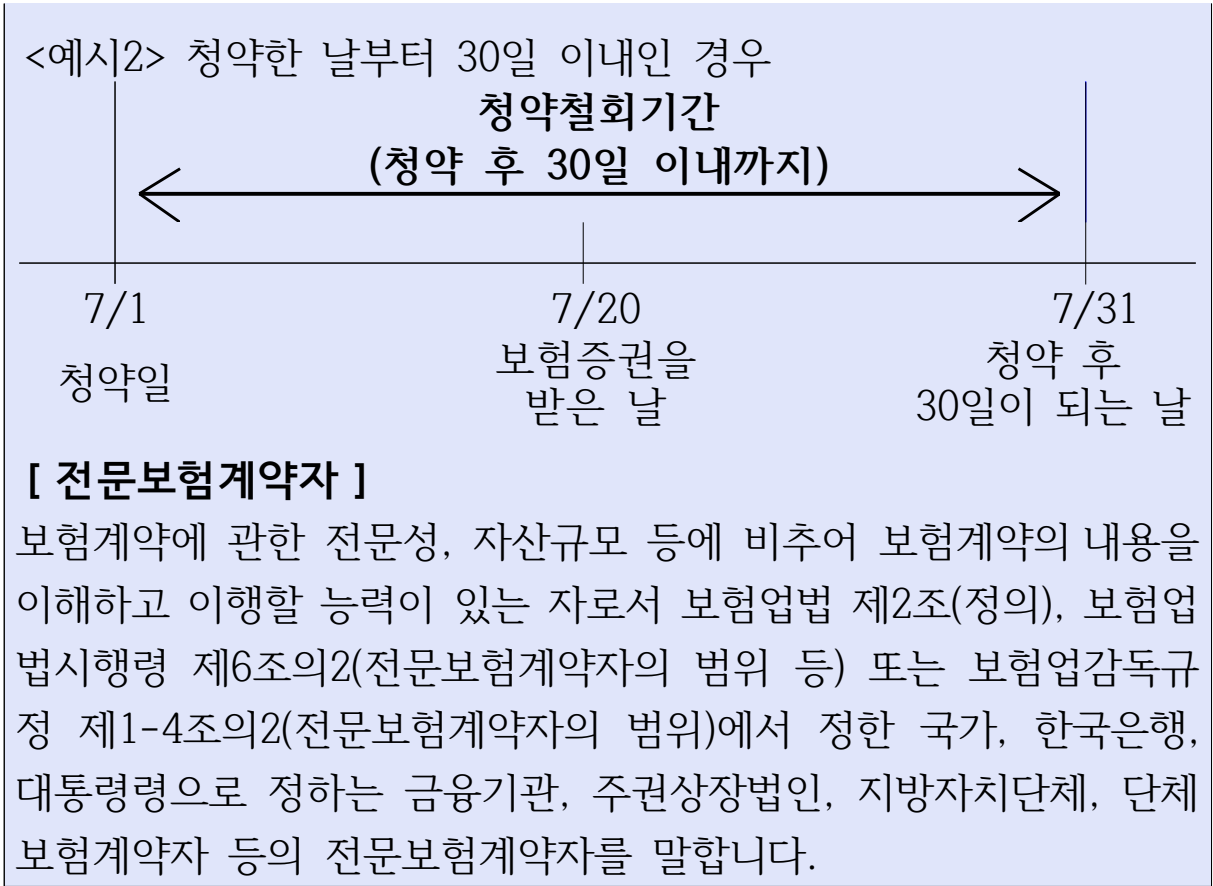 <예시2> 청약한 날부터 30일 이내인 경우
청약철회기간
(청약 후 30일 이내까지)
7/1
7/20
7/31
청약일
보험증권을
받은 날
청약 후
30일이 되는 날
[ 전문보험계약자 ]
보험계약에 관한 전문성, 자산규모 등에 비추어 보험계약의 내용을
이해하고 이행할 능력이 있는 자로서 보험업법 제2조(정의), 보험업
법시행령 제6조의2(전문보험계약자의 범위 등) 또는 보험업감독규
정 제1-4조의2(전문보험계약자의 범위)에서 정한 국가, 한국은행,
대통령령으로 정하는 금융기관, 주권상장법인, 지방자치단체, 단체
보험계약자 등의 전문보험계약자를 말합니다.